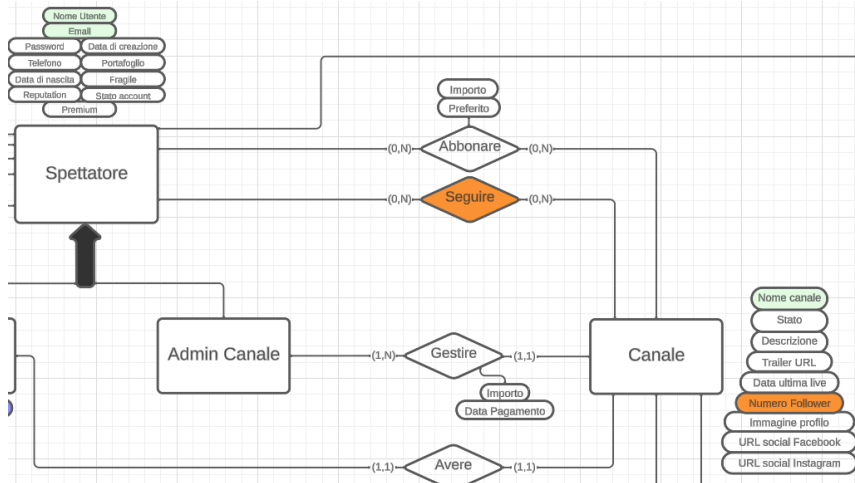 Nome Utente
Email
Password
Data di creazione
Telefono
Portafoglio
Data di nascita
Fragile
Reputation
Stato account
Premium
Spettatore
Importo
Preferito
(0,N)
Abbonare
(0,N)
(0,N)
Seguire
(0,N)
Admin Canale
(1,N)
Gestire
(1,1)
Canale
Importo
Data Pagamento
(1,1)
Avere
(1,1)
Nome canale
Stato
Descrizione
Trailer URL
Data ultima live
Numero Follower
Immagine profilo
URL social Facebook
URL social Instagram